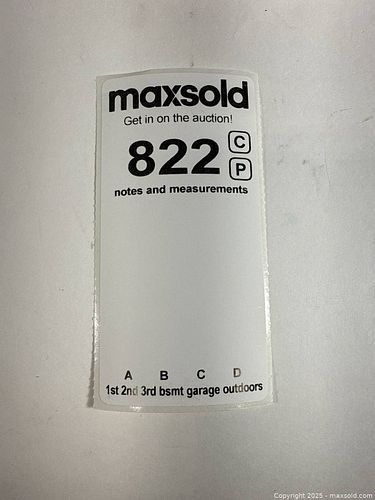 maxsold
Get in on the auction!
822 C
P
notes and measurements
A B C D
1st 2nd 3rd bsmt garage outdoors
Copyright 2025 - maxsold.com